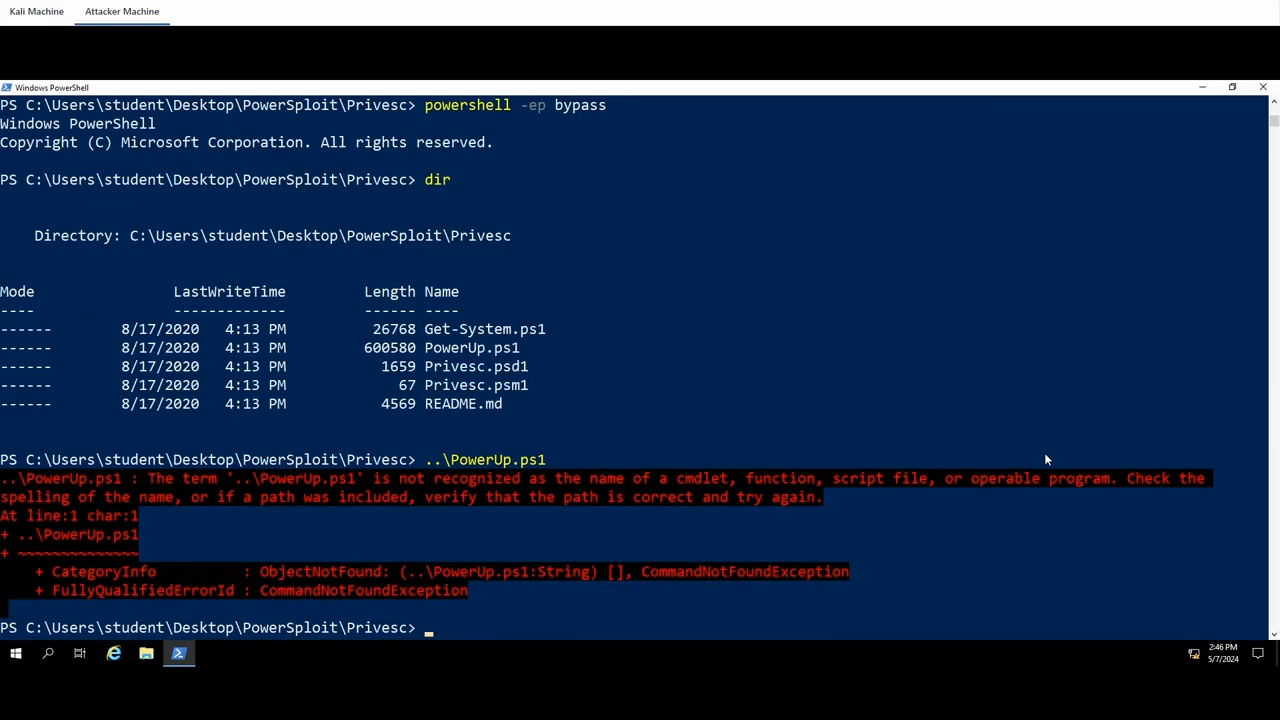 Kali Machine Attacker Machine
Windows PowerShell
PS C:\Users\student\Desktop\PowerSploit\Privesc> powershell -ep bypass
Windows PowerShell
Copyright (C) Microsoft Corporation. All rights reserved.
PS C:\Users\student\Desktop\PowerSploit\Privesc> dir
Directory: C:\Users\student\Desktop\PowerSploit\Privesc
Mode LastWriteTime Length Name
---- ------------- ------ ----
------ 8/17/2020 4:13 PM 26768 Get-System.ps1
------ 8/17/2020 4:13 PM 600580 PowerUp.ps1
------ 8/17/2020 4:13 PM 1659 Privesc.psd1
------ 8/17/2020 4:13 PM 67 Privesc.psm1
------ 8/17/2020 4:13 PM 4569 README.md
PS C:\Users\student\Desktop\PowerSploit\Privesc> ..\PowerUp.ps1
..\PowerUp.ps1 : The term '..\PowerUp.ps1' is not recognized as the name of a cmdlet, function, script file, or operable program. Check the
spelling of the name, or if a path was included, verify that the path is correct and try again.
At line:1 char:1
+ ..\PowerUp.ps1
+ ~~~~~~~~~~~~~~
+ CategoryInfo : ObjectNotFound: (..\PowerUp.ps1:String) [], CommandNotFoundException
+ FullyQualifiedErrorId : CommandNotFoundException
PS C:\Users\student\Desktop\PowerSploit\Privesc>
2:46 PM
5/7/2024